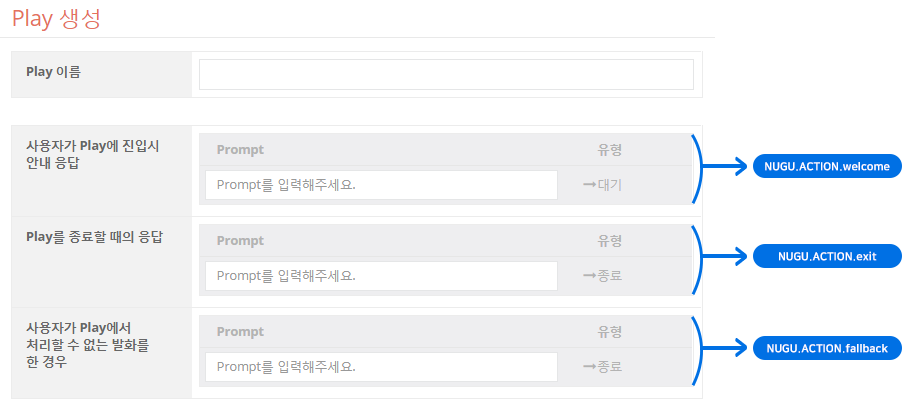 Play 생성
Play 이름
사용자가 Play에 진입시
안내 응답
Prompt 유형
Prompt를 입력해주세요. →대기
NUGU.ACTION.welcome
Play를 종료할 때의 응답
Prompt 유형
Prompt를 입력해주세요. →종료
NUGU.ACTION.exit
사용자가 Play에서
처리할 수 없는 발화를
한 경우
Prompt 유형
Prompt를 입력해주세요. →종료
NUGU.ACTION.fallback